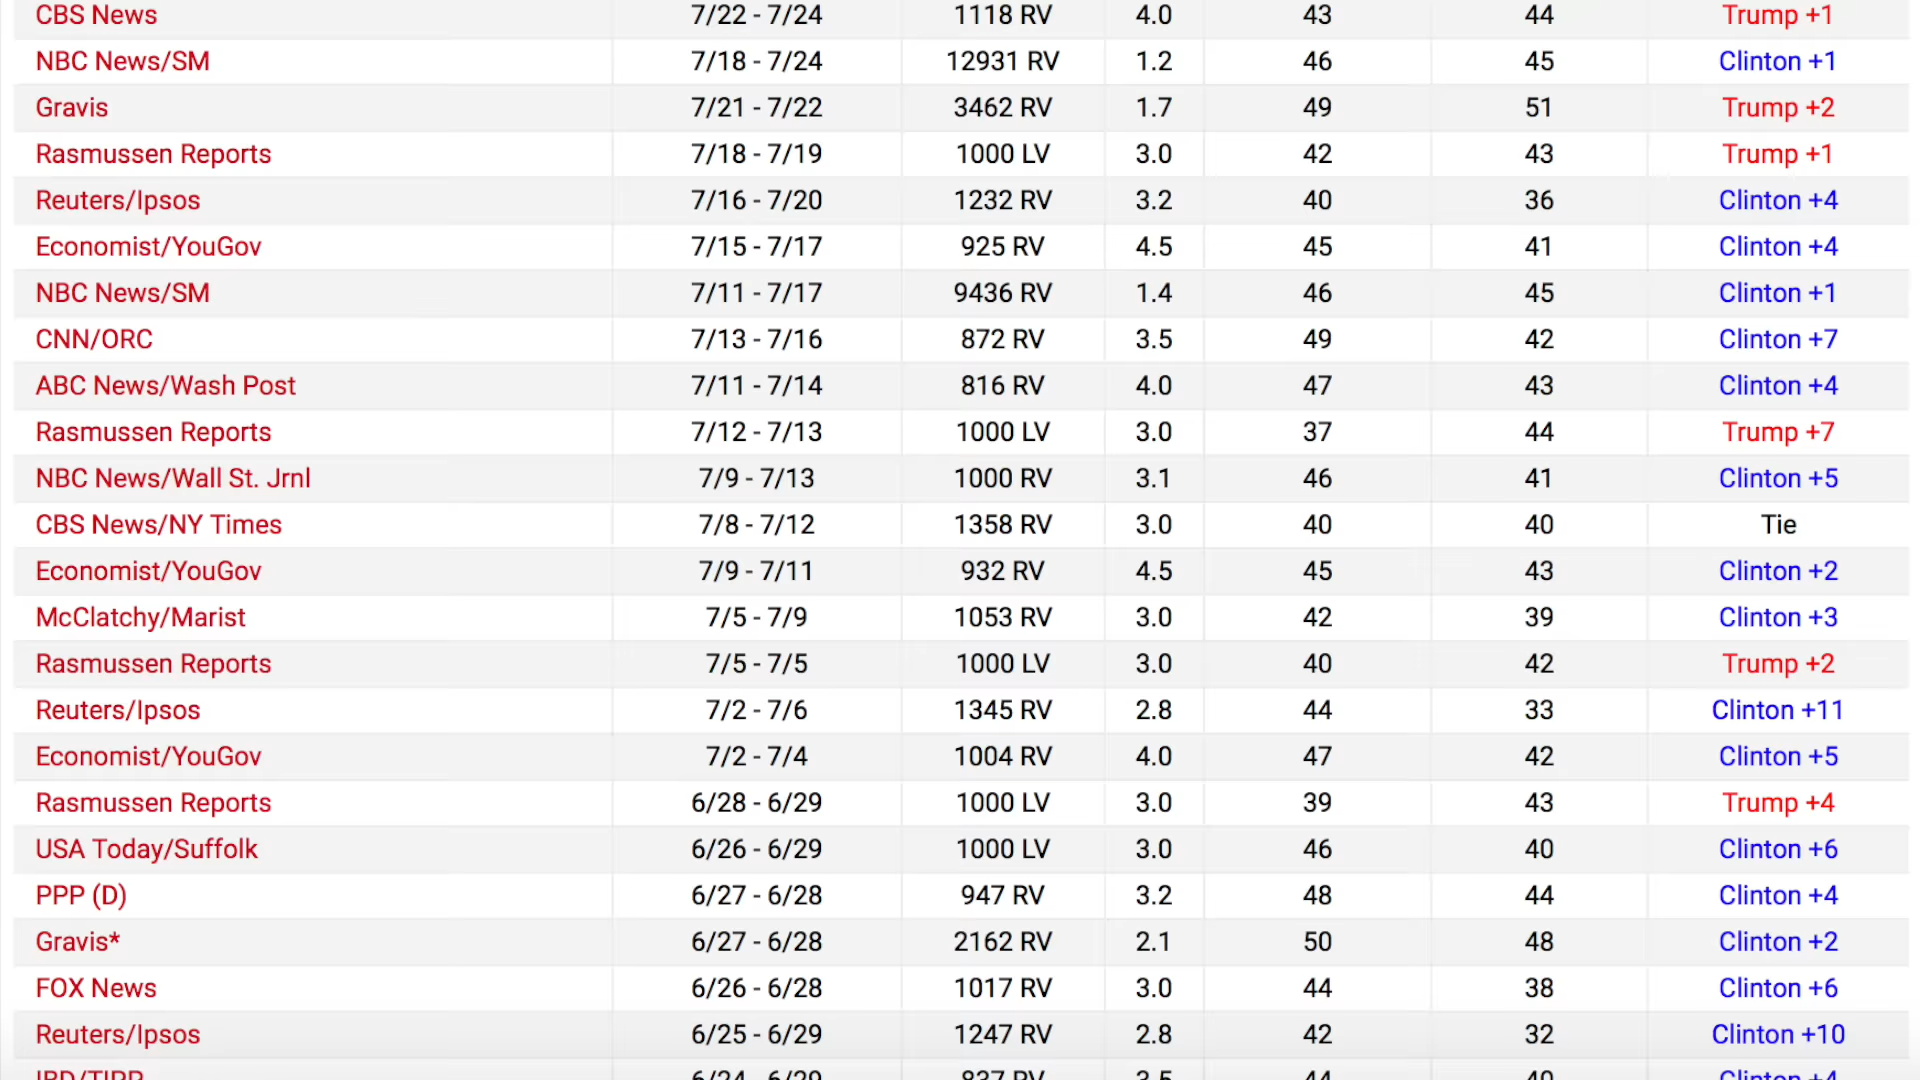 CBS News 7/22 - 7/24 1118 RV 4.0 43 44 Trump +1
NBC News/SM 7/18 - 7/24 12931 RV 1.2 46 45 Clinton +1
Gravis 7/21 - 7/22 3462 RV 1.7 49 51 Trump +2
Rasmussen Reports 7/18 - 7/19 1000 LV 3.0 42 43 Trump +1
Reuters/Ipsos 7/16 - 7/20 1232 RV 3.2 40 36 Clinton +4
Economist/YouGov 7/15 - 7/17 925 RV 4.5 45 41 Clinton +4
NBC News/SM 7/11 - 7/17 9436 RV 1.4 46 45 Clinton +1
CNN/ORC 7/13 - 7/16 872 RV 3.5 49 42 Clinton +7
ABC News/Wash Post 7/11 - 7/14 816 RV 4.0 47 43 Clinton +4
Rasmussen Reports 7/12 - 7/13 1000 LV 3.0 37 44 Trump +7
NBC News/Wall St. Jrnl 7/9 - 7/13 1000 RV 3.1 46 41 Clinton +5
CBS News/NY Times 7/8 - 7/12 1358 RV 3.0 40 40 Tie
Economist/YouGov 7/9 - 7/11 932 RV 4.5 45 43 Clinton +2
McClatchy/Marist 7/5 - 7/9 1053 RV 3.0 42 39 Clinton +3
Rasmussen Reports 7/5 - 7/5 1000 LV 3.0 40 42 Trump +2
Reuters/Ipsos 7/2 - 7/6 1345 RV 2.8 44 33 Clinton +11
Economist/YouGov 7/2 - 7/4 1004 RV 4.0 47 42 Clinton +5
Rasmussen Reports 6/28 - 6/29 1000 LV 3.0 39 43 Trump +4
USA Today/Suffolk 6/26 - 6/29 1000 LV 3.0 46 40 Clinton +6
PPP (D) 6/27 - 6/28 947 RV 3.2 48 44 Clinton +4
Gravis* 6/27 - 6/28 2162 RV 2.1 50 48 Clinton +2
FOX News 6/26 - 6/28 1017 RV 3.0 44 38 Clinton +6
Reuters/Ipsos 6/25 - 6/29 1247 RV 2.8 42 32 Clinton +10
IBD/TIPP 6/24 - 6/29 837 RV 3.5 44 40 Clinton +4